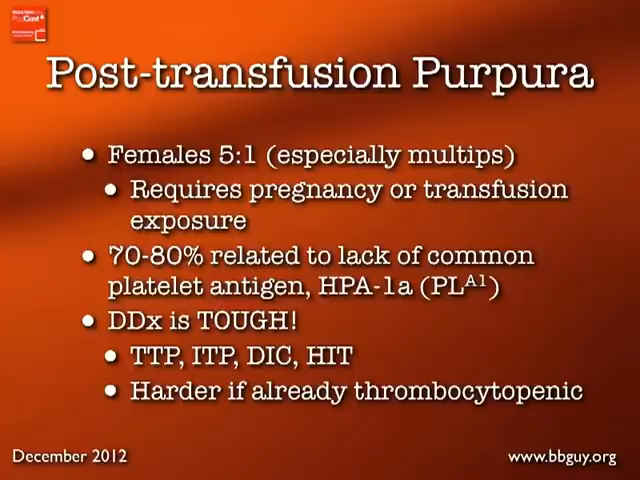 Post-transfusion Purpura
• Females 5:1 (especially multips)
• Requires pregnancy or transfusion
exposure
• 70-80% related to lack of common
platelet antigen, HPA-1a (PLA1)
• DDx is TOUGH!
• TTP, ITP, DIC, HIT
• Harder if already thrombocytopenic
December 2012
www.bbguy.org